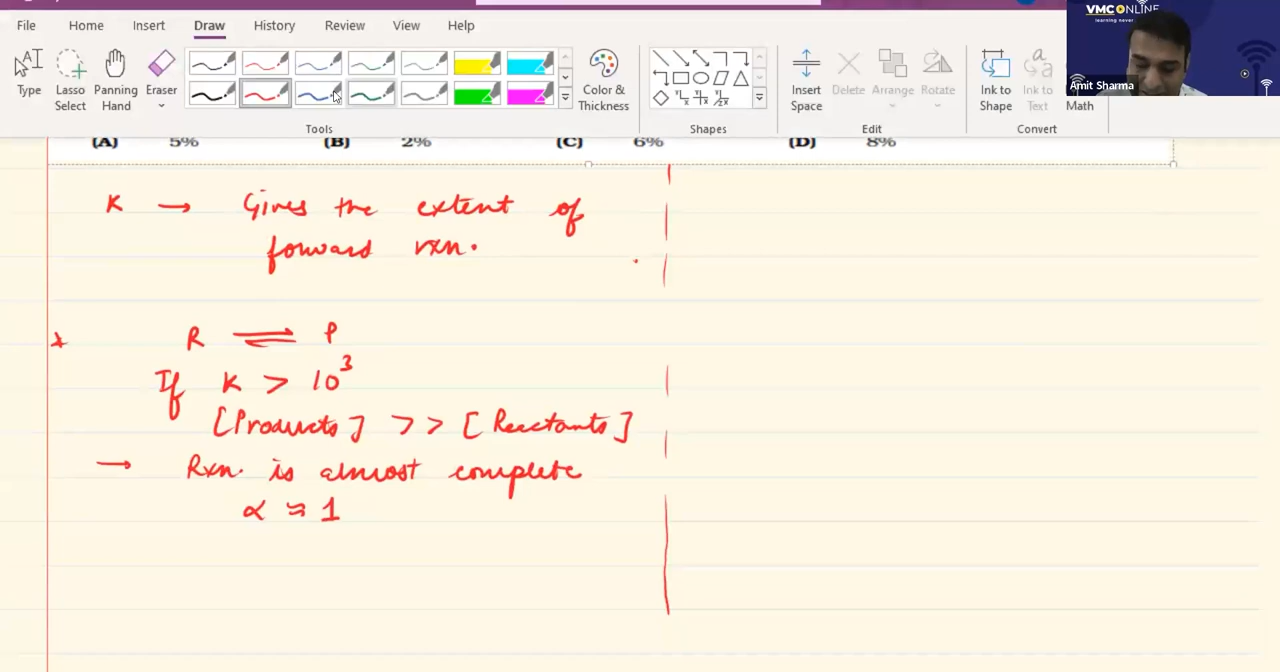 File Home Insert Draw History Review View Help
VMC ONLINE
learning never
Amit Sharma
Type Lasso Select Panning Hand Eraser Color & Thickness Insert Space Delete Arrange Rotate Ink to Shape Ink to Text Math
Tools Shapes Edit Convert
(A) 5% (B) 2% (C) 6% (D) 8%
K → Gives the extent of
forward rxn.
R ⇌ P
If K > 10³
[Products] >> [Reactants]
→ Rxn. is almost complete
α ≈ 1